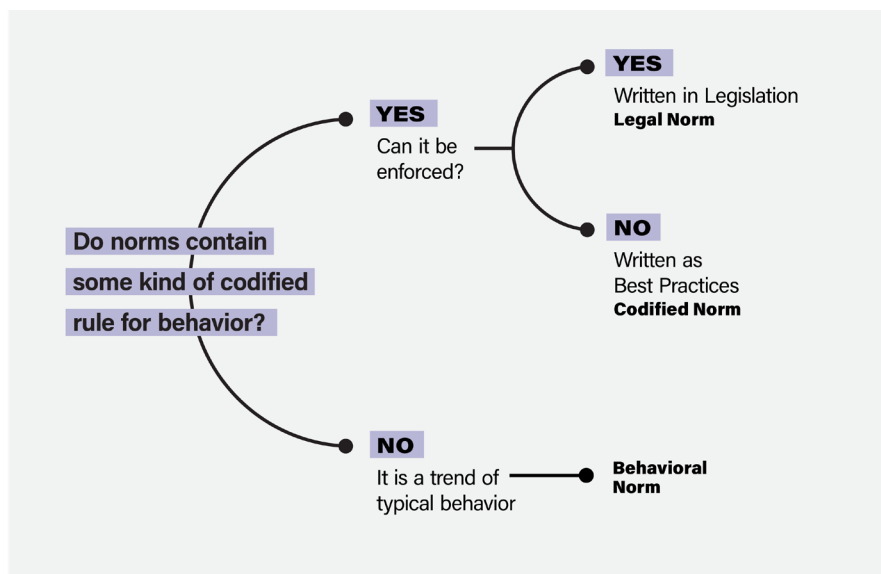 Do norms contain
some kind of codified
rule for behavior?
YES
Can it be
enforced?
YES
Written in Legislation
Legal Norm
NO
Written as
Best Practices
Codified Norm
NO
It is a trend of
typical behavior
Behavioral
Norm